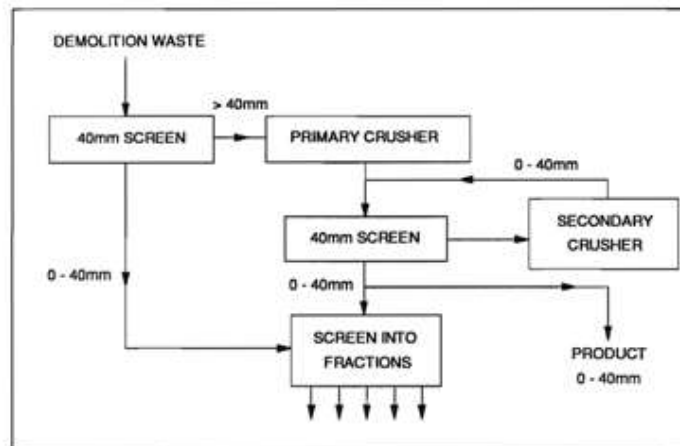 DEMOLITION WASTE
> 40mm
40mm SCREEN
PRIMARY CRUSHER
0 - 40mm
40mm SCREEN
SECONDARY
CRUSHER
0 - 40mm
0 - 40mm
SCREEN INTO
FRACTIONS
PRODUCT
0 - 40mm